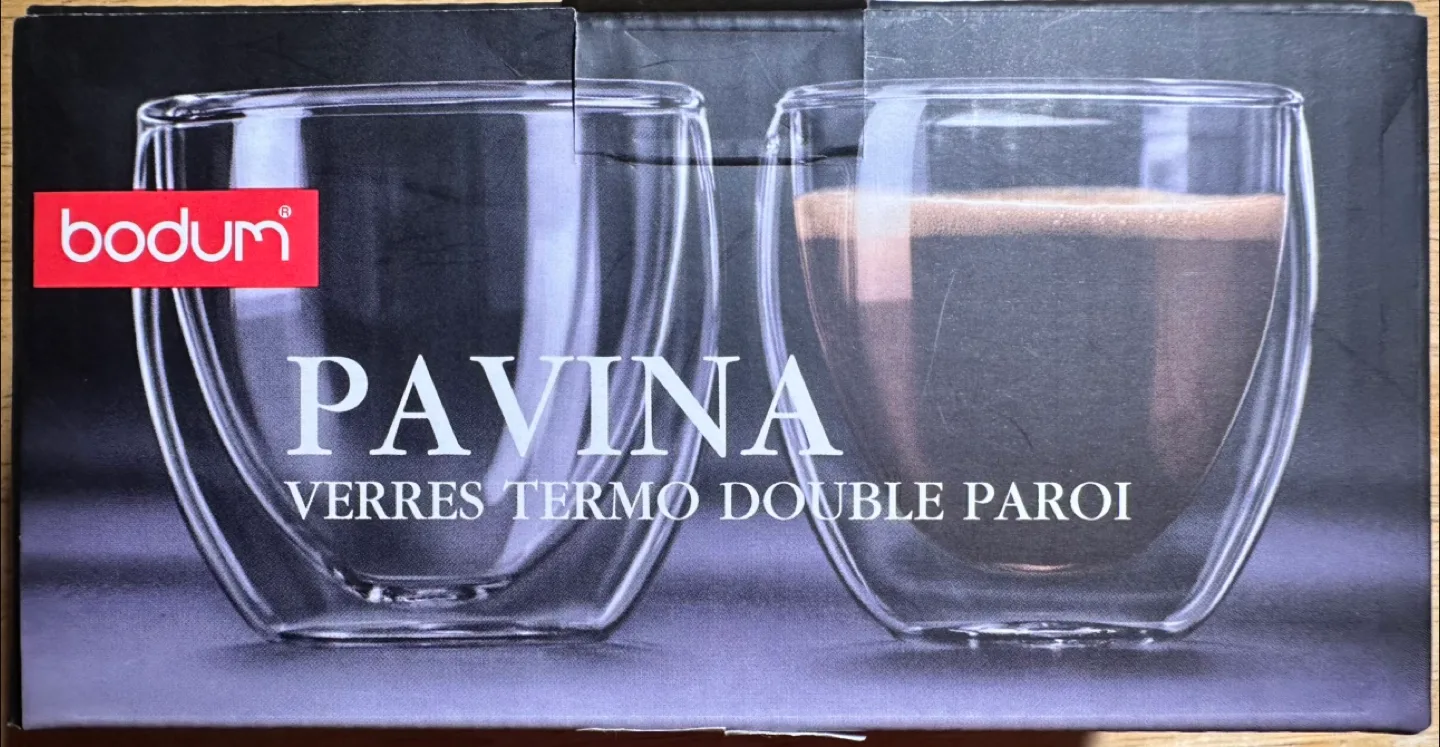 bodum®
PAVINA
VERRES TERMO DOUBLE PAROI